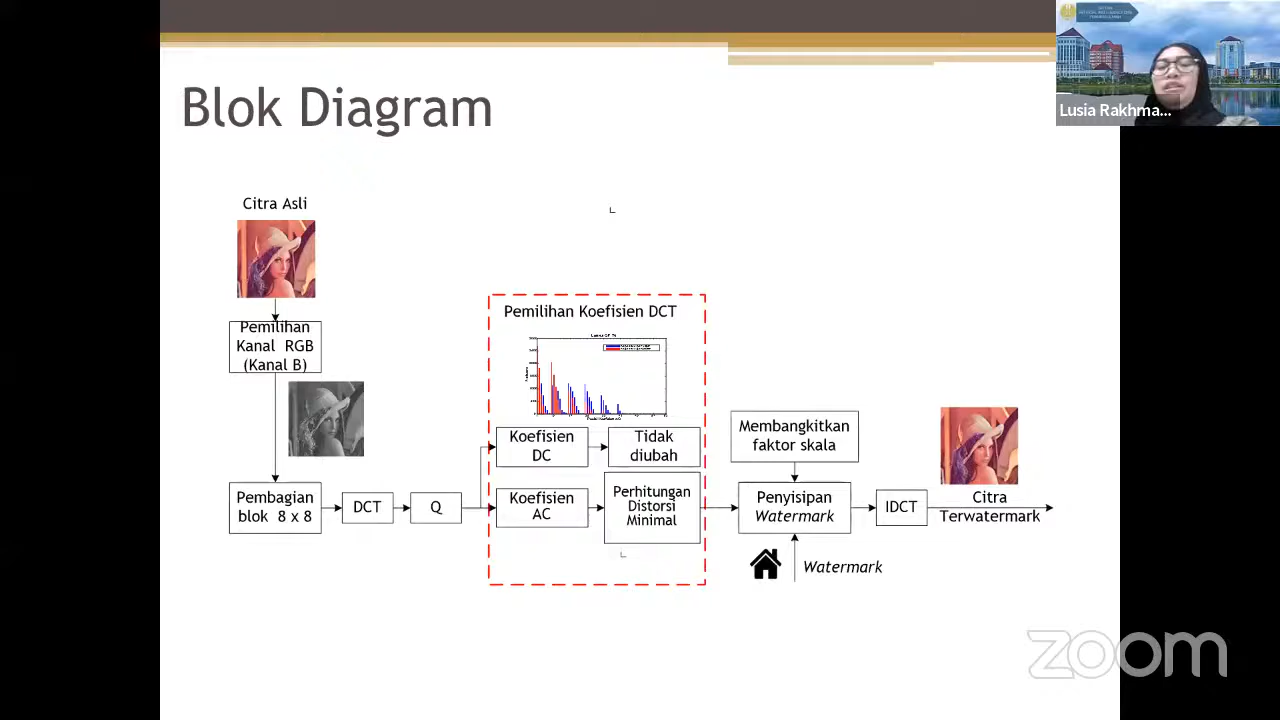 Lusia Rakhma...
Blok Diagram
Citra Asli
Pemilihan
Kanal RGB
(Kanal B)
Pembagian
blok 8 x 8
DCT
Q
Pemilihan Koefisien DCT
Koefisien
DC
Tidak
diubah
Koefisien
AC
Perhitungan
Distorsi
Minimal
Membangkitkan
faktor skala
Penyisipan
Watermark
Watermark
IDCT
Citra
Terwatermark
zoom